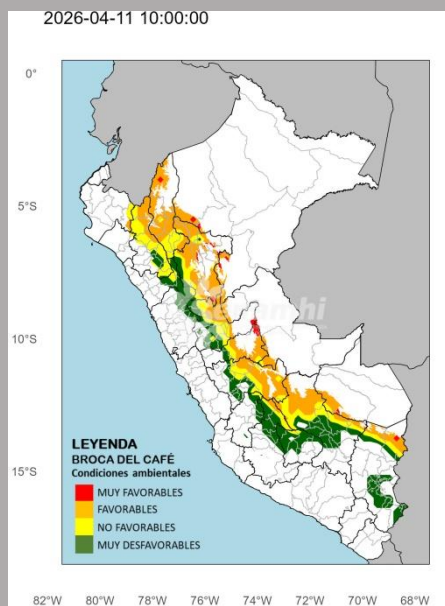 2026-04-11 10:00:00
0°
5°S
10°S
15°S
senamhi
LEYENDA
BROCA DEL CAFÉ
Condiciones ambientales
MUY FAVORABLES
FAVORABLES
NO FAVORABLES
MUY DESFAVORABLES
82°W 80°W 78°W 76°W 74°W 72°W 70°W 68°W